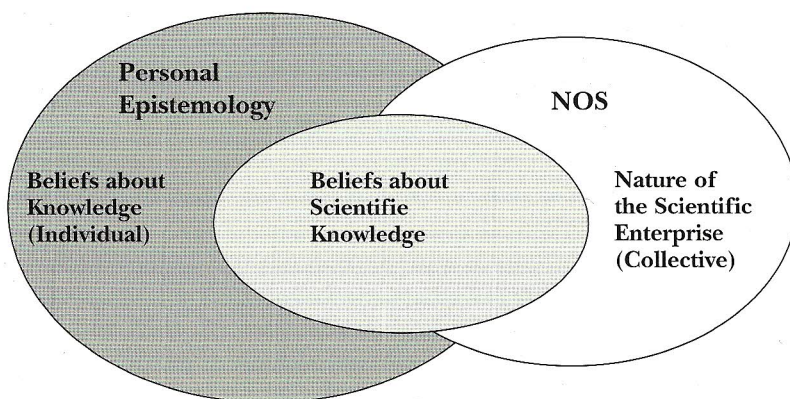 Personal
Epistemology
NOS
Beliefs about
Knowledge
(Individual)
Beliefs about
Scientifie
Knowledge
Nature of
the Scientific
Enterprise
(Collective)